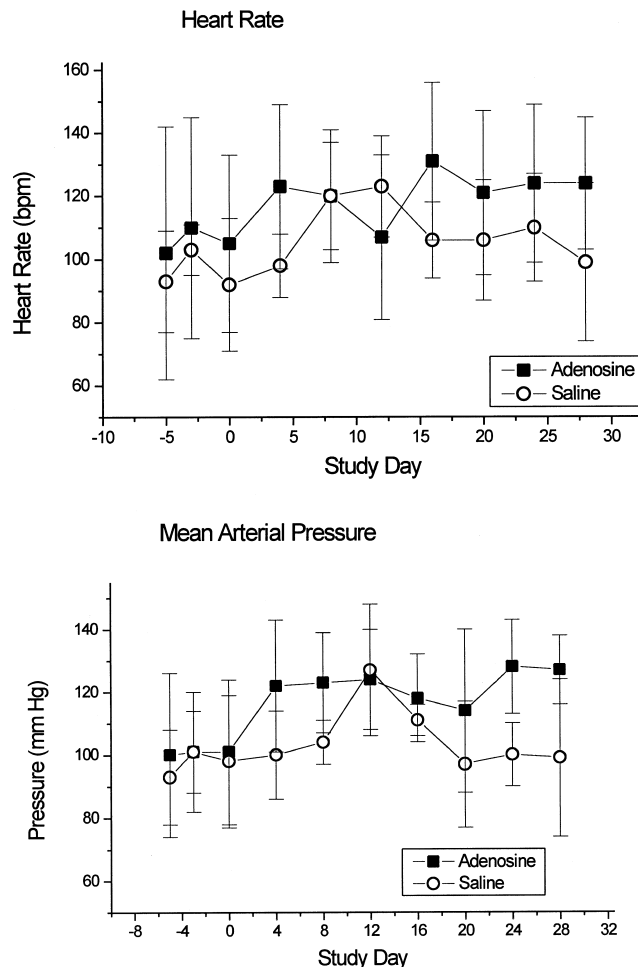 Heart Rate
160
140
120
100
80
60
Heart Rate (bpm)
Adenosine
Saline
-10 -5 0 5 10 15 20 25 30
Study Day
Mean Arterial Pressure
140
120
100
80
60
Pressure (mm Hg)
Adenosine
Saline
-8 -4 0 4 8 12 16 20 24 28 32
Study Day